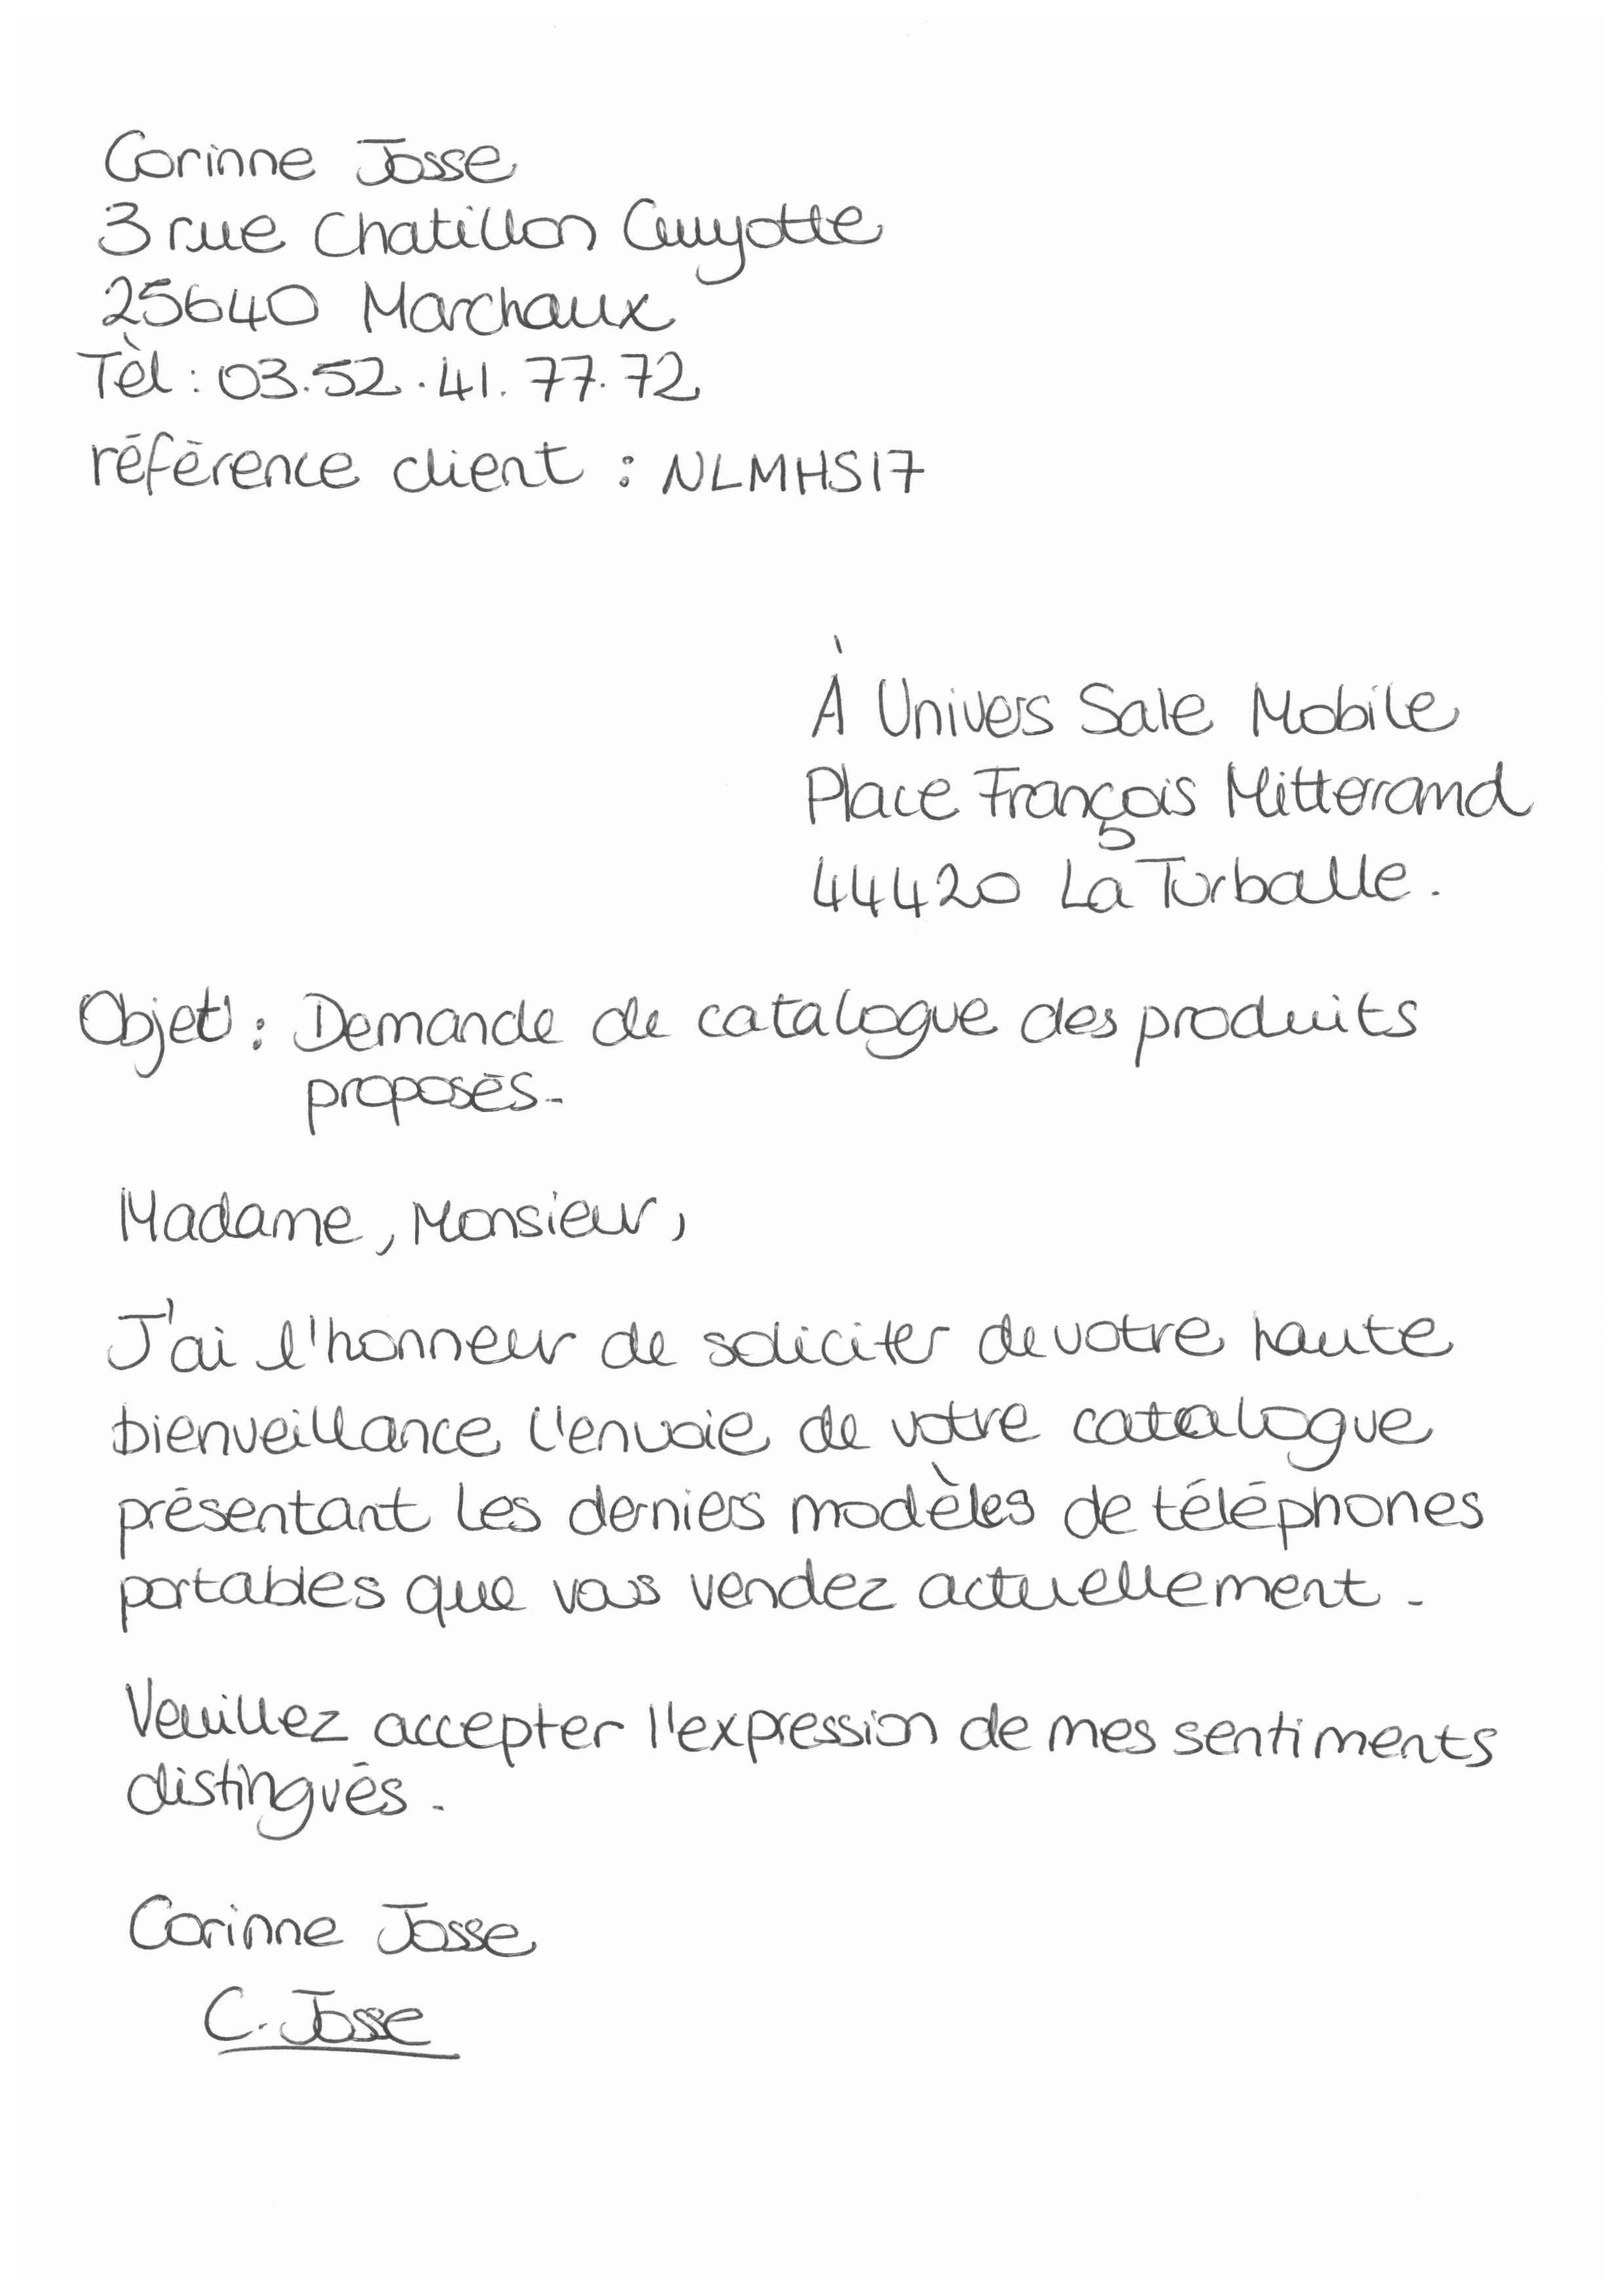 Corinne Josse
3 rue Chatillon Guyotte
25640 Marchaux
Tèl : 03.52.41.77.72
référence client : NLMHS17
À Univers Sale Mobile
Place François Mitterrand
44420 La Turballe.
Objet : Demande de catalogue des produits
proposés.
Madame, Monsieur,
J'ai l'honneur de soliciter de votre haute
bienveillance l'envoie de votre catalogue
présentant les derniers modèles de téléphones
portables que vous vendez actuellement.
Veuillez accepter l'expression de mes sentiments
distingués.
Corinne Josse
C. Josse